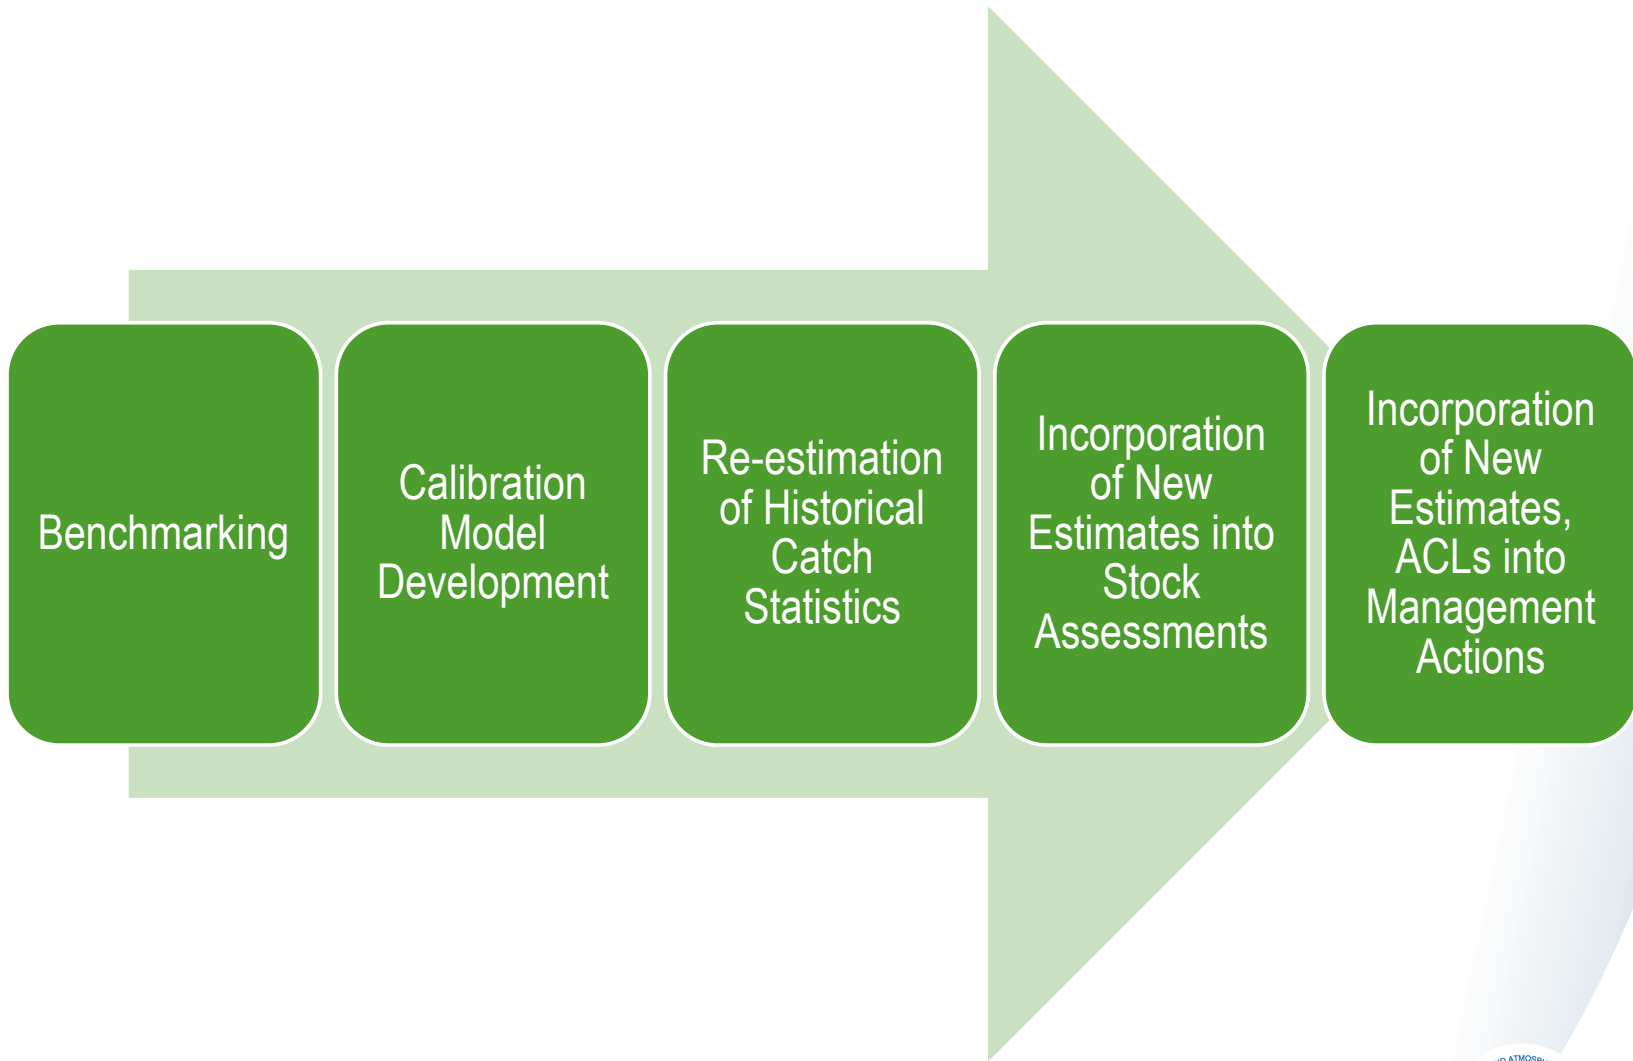 Benchmarking
Calibration
Model
Development
Re-estimation
of Historical
Catch
Statistics
Incorporation
of New
Estimates into
Stock
Assessments
Incorporation
of New
Estimates,
ACLs into
Management
Actions